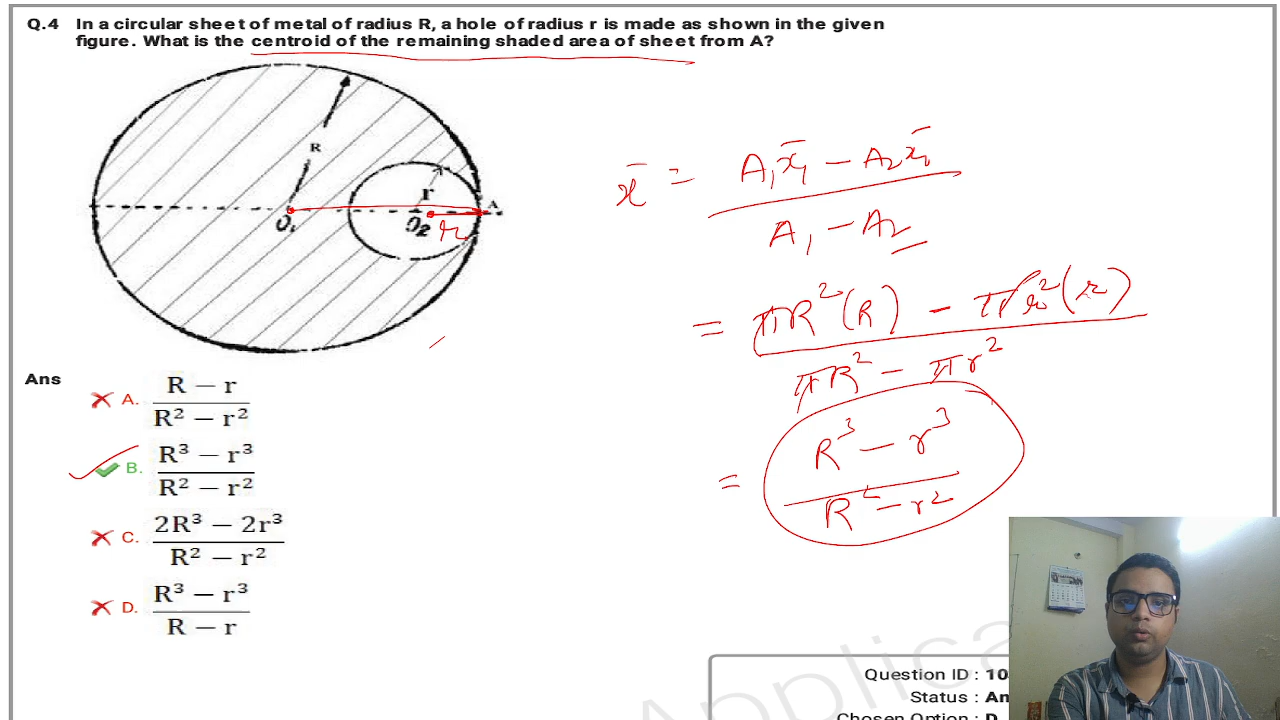 Q.4 In a circular sheet of metal of radius R, a hole of radius r is made as shown in the given
figure. What is the centroid of the remaining shaded area of sheet from A?
R
r
A
O₁
O₂
r
x̄ = A₁x̄₁ − A₂x̄₂ / A₁ − A₂
= πR²(R) − πr²(r) / πR² − πr²
= R³ − r³ / R² − r²
Ans
A. R − r / R² − r²
B. R³ − r³ / R² − r²
C. 2R³ − 2r³ / R² − r²
D. R³ − r³ / R − r
Applica
Question ID : 10
Status : An
Chosen Option : D